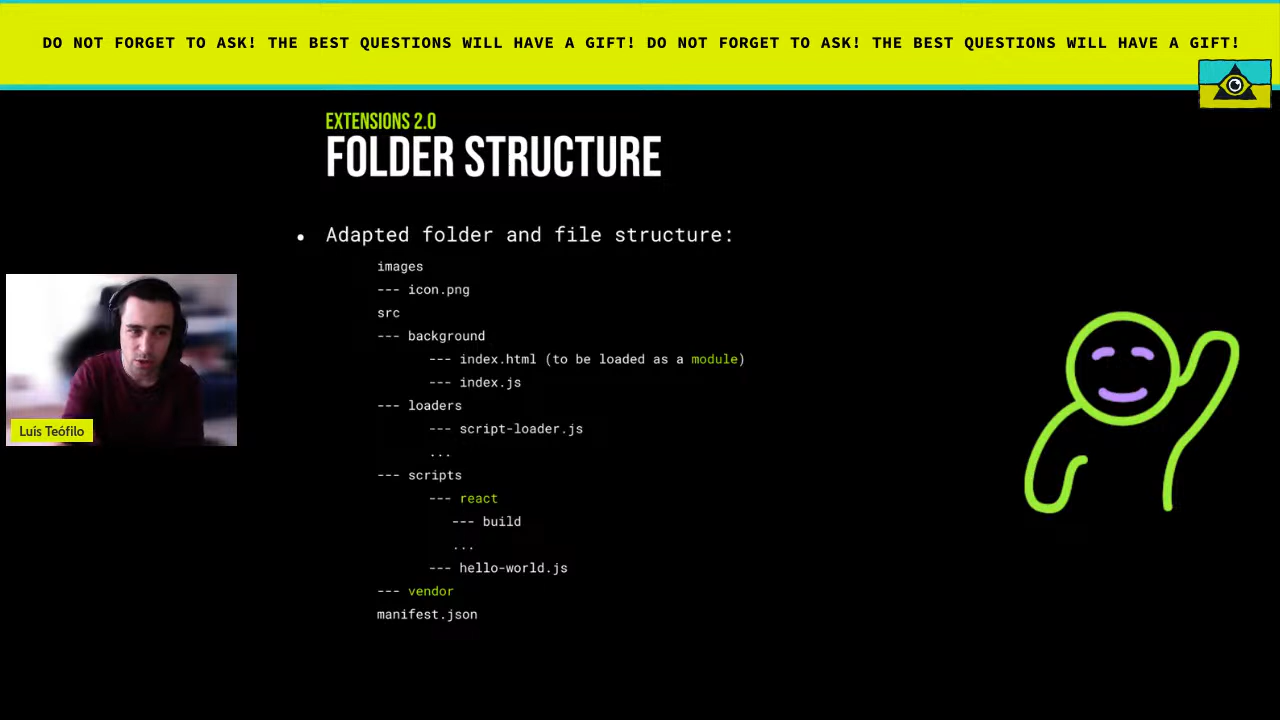 DO NOT FORGET TO ASK! THE BEST QUESTIONS WILL HAVE A GIFT! DO NOT FORGET TO ASK! THE BEST QUESTIONS WILL HAVE A GIFT!
EXTENSIONS 2.0
FOLDER STRUCTURE
• Adapted folder and file structure:
images
--- icon.png
src
--- background
--- index.html (to be loaded as a module)
--- index.js
--- loaders
--- script-loader.js
...
--- scripts
--- react
--- build
...
--- hello-world.js
--- vendor
manifest.json
Luís Teófilo